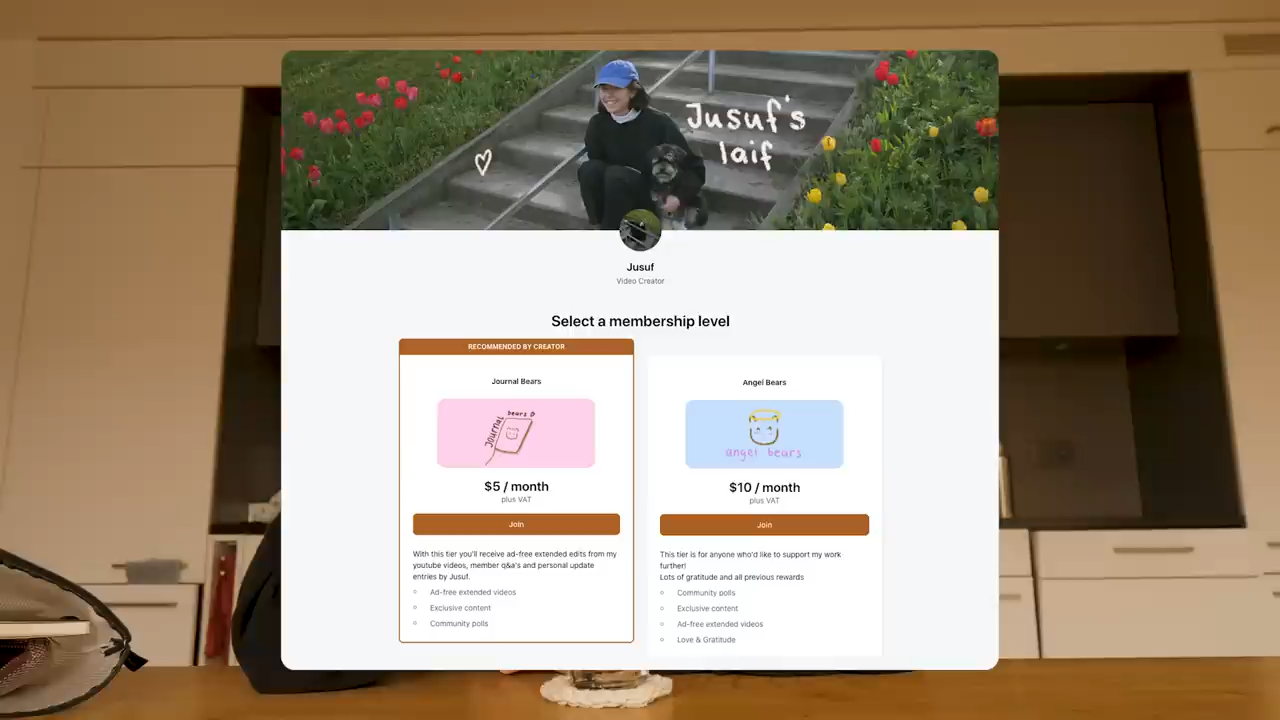 Jusuf's
laif
Jusuf
Video Creator
Select a membership level
RECOMMENDED BY CREATOR
Journal Bears
Journal
bears
$5 / month
plus VAT
Join
With this tier you'll receive ad-free extended edits from my
youtube videos, member q&a's and personal update
entries by Jusuf.
Ad-free extended videos
Exclusive content
Community polls
Angel Bears
angel bears
$10 / month
plus VAT
Join
This tier is for anyone who'd like to support my work
further!
Lots of gratitude and all previous rewards
Community polls
Exclusive content
Ad-free extended videos
Love & Gratitude